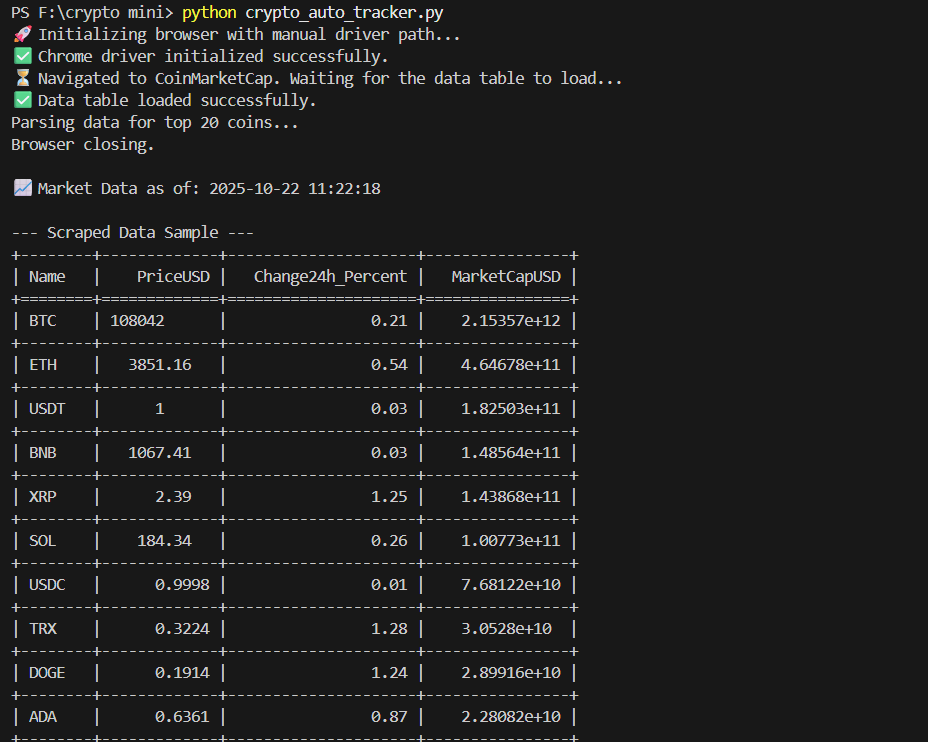 PS F:\crypto mini> python crypto_auto_tracker.py
🚀 Initializing browser with manual driver path...
✅ Chrome driver initialized successfully.
⏳ Navigated to CoinMarketCap. Waiting for the data table to load...
✅ Data table loaded successfully.
Parsing data for top 20 coins...
Browser closing.
📈 Market Data as of: 2025-10-22 11:22:18
--- Scraped Data Sample ---
+--------+-------------+---------------------+----------------+
| Name   |    PriceUSD |   Change24h_Percent |   MarketCapUSD |
+========+=============+=====================+================+
| BTC    | 108042      |                0.21 |    2.15357e+12 |
+--------+-------------+---------------------+----------------+
| ETH    |   3851.16   |                0.54 |    4.64678e+11 |
+--------+-------------+---------------------+----------------+
| USDT   |      1      |                0.03 |    1.82503e+11 |
+--------+-------------+---------------------+----------------+
| BNB    |   1067.41   |                0.03 |    1.48564e+11 |
+--------+-------------+---------------------+----------------+
| XRP    |      2.39   |                1.25 |    1.43868e+11 |
+--------+-------------+---------------------+----------------+
| SOL    |    184.34   |                0.26 |    1.00773e+11 |
+--------+-------------+---------------------+----------------+
| USDC   |      0.9998 |                0.01 |    7.68122e+10 |
+--------+-------------+---------------------+----------------+
| TRX    |      0.3224 |                1.28 |    3.0528e+10  |
+--------+-------------+---------------------+----------------+
| DOGE   |      0.1914 |                1.24 |    2.89916e+10 |
+--------+-------------+---------------------+----------------+
| ADA    |      0.6361 |                0.87 |    2.28082e+10 |
+--------+-------------+---------------------+----------------+